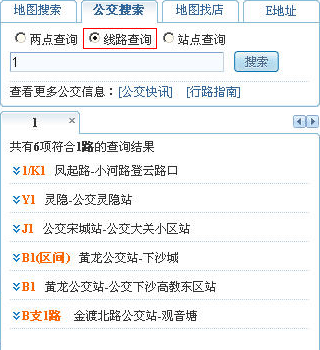 地图搜索 公交搜索 地图找店 E地址
两点查询 线路查询 站点查询
1 搜索
查看更多公交信息：[公交快讯] [行路指南]
1 ×
共有6项符合1路的查询结果
1/K1 凤起路-小河路登云路口
Y1 灵隐-公交灵隐站
J1 公交宋城站-公交大关小区站
B1(区间) 黄龙公交站-下沙城
B1 黄龙公交站-公交下沙高教东区站
B支1路 金渡北路公交站-观音塘